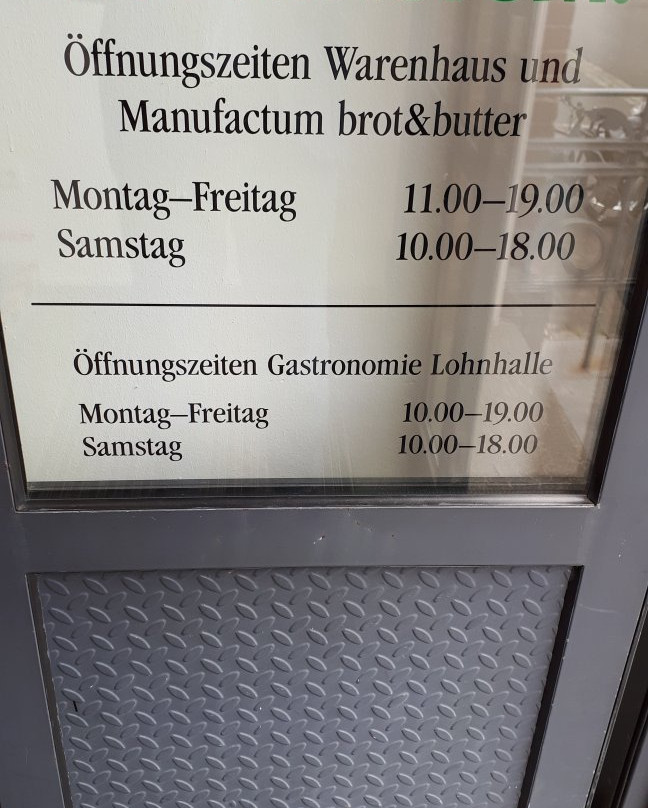 Öffnungszeiten Warenhaus und
Manufactum brot&butter
Montag–Freitag 11.00–19.00
Samstag 10.00–18.00
Öffnungszeiten Gastronomie Lohnhalle
Montag–Freitag 10.00–19.00
Samstag 10.00–18.00